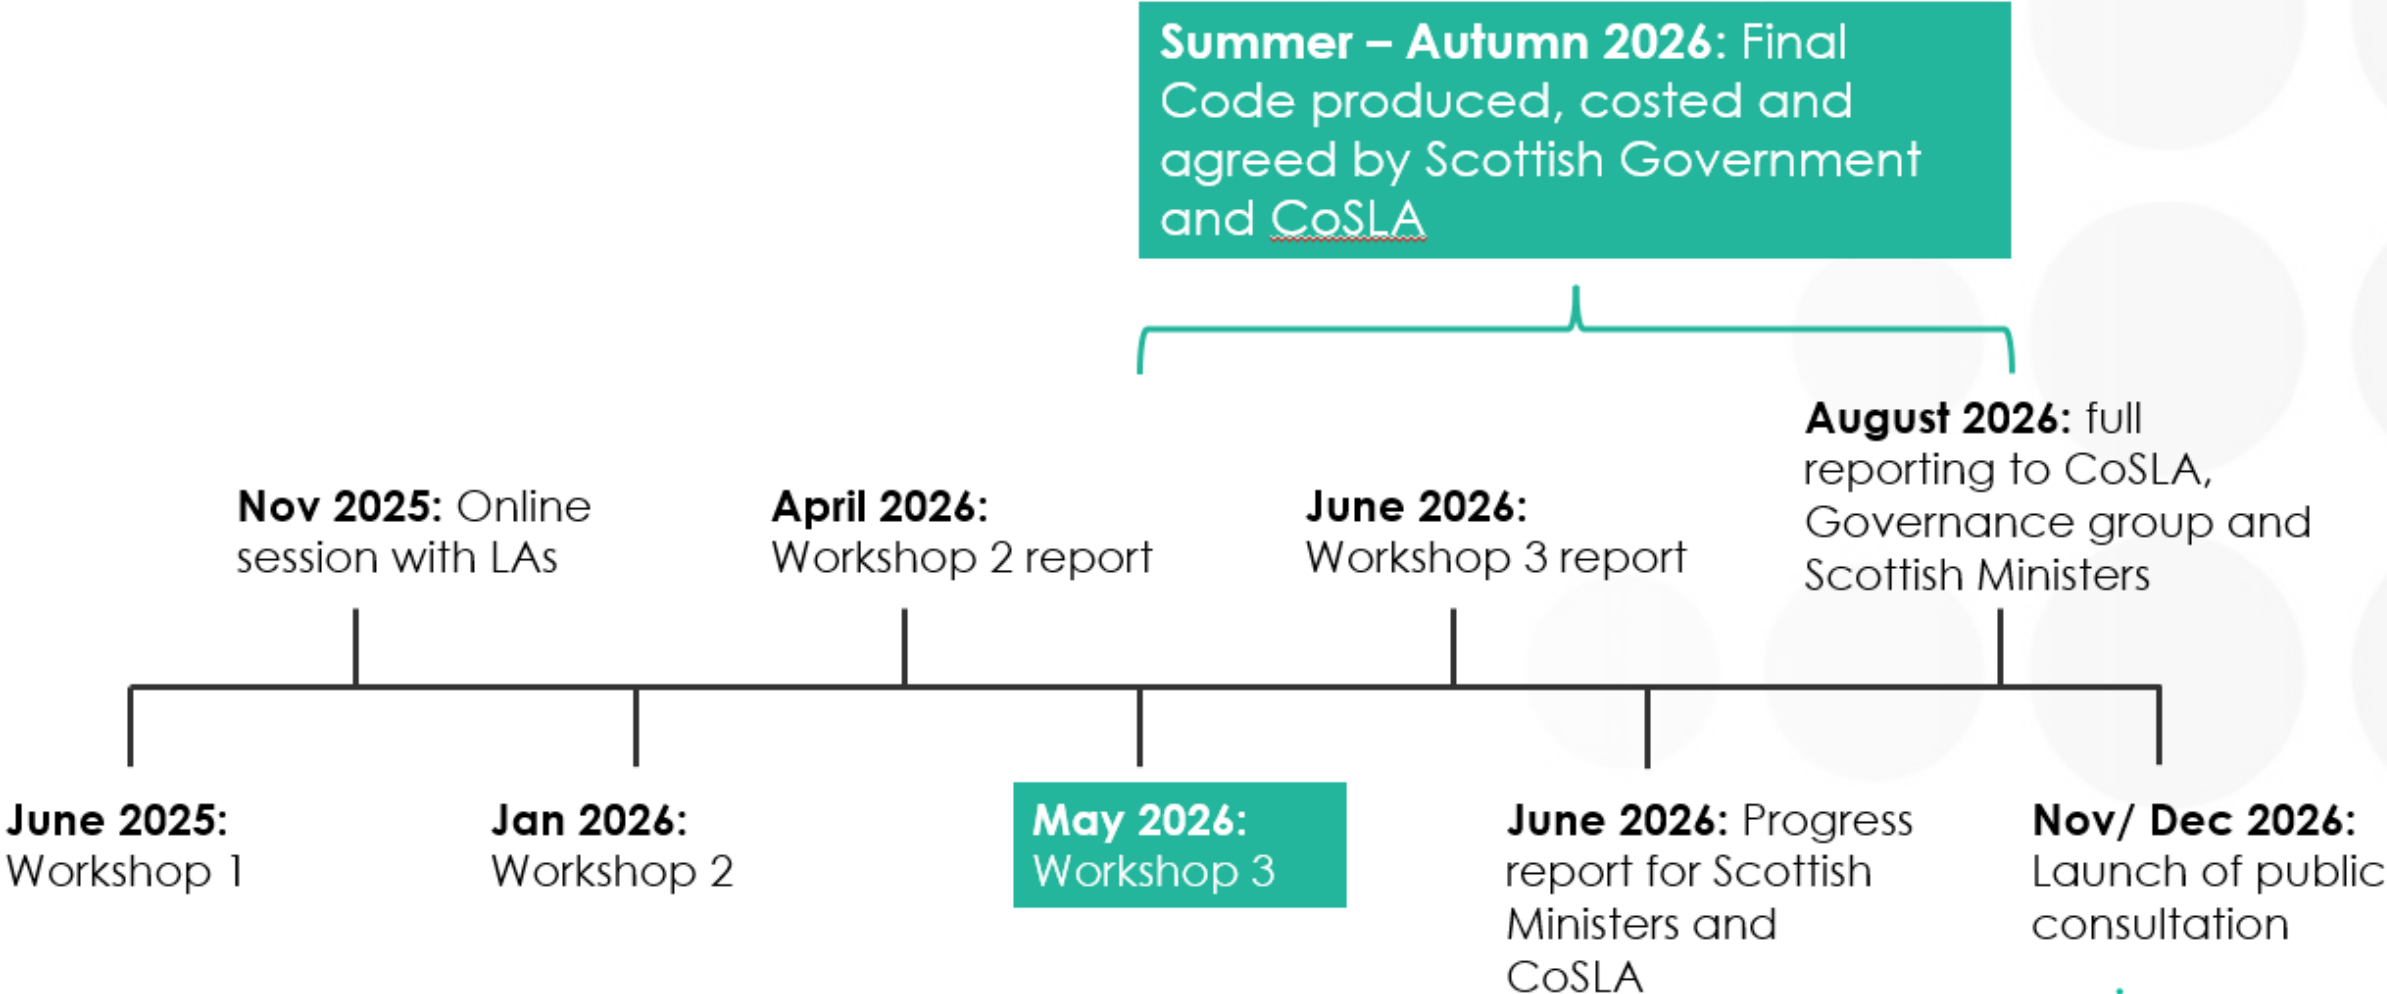 Summer – Autumn 2026: Final
Code produced, costed and
agreed by Scottish Government
and CoSLA
August 2026: full
reporting to CoSLA,
Governance group and
Scottish Ministers
Nov 2025: Online
session with LAs
April 2026:
Workshop 2 report
June 2026:
Workshop 3 report
June 2025:
Workshop 1
Jan 2026:
Workshop 2
May 2026:
Workshop 3
June 2026: Progress
report for Scottish
Ministers and
CoSLA
Nov/ Dec 2026:
Launch of public
consultation